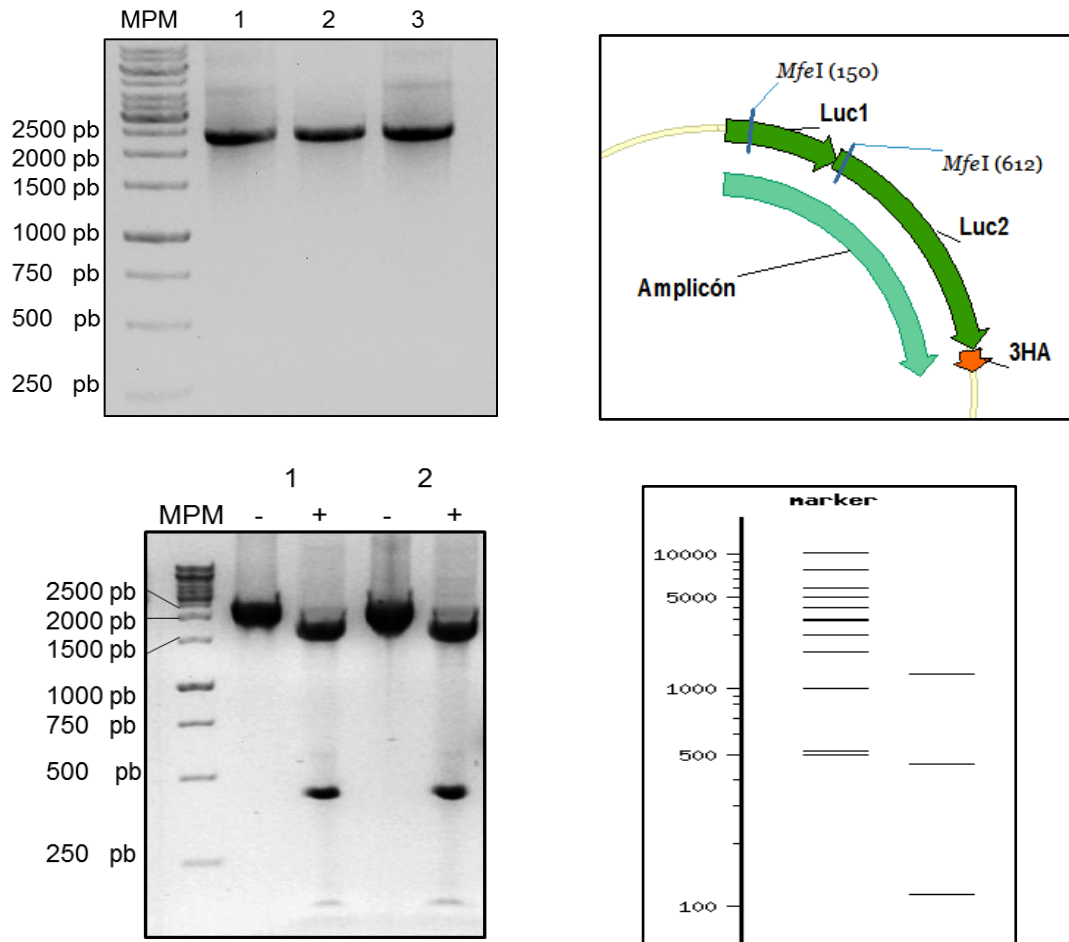 MPM 1 2 3
2500 pb
2000 pb
1500 pb
1000 pb
750 pb
500 pb
250 pb
MfeI (150)
Luc1
MfeI (612)
Luc2
Amplicón
3HA
1 2
MPM - + - +
2500 pb
2000 pb
1500 pb
1000 pb
750 pb
500 pb
250 pb
marker
10000
5000
1000
500
100